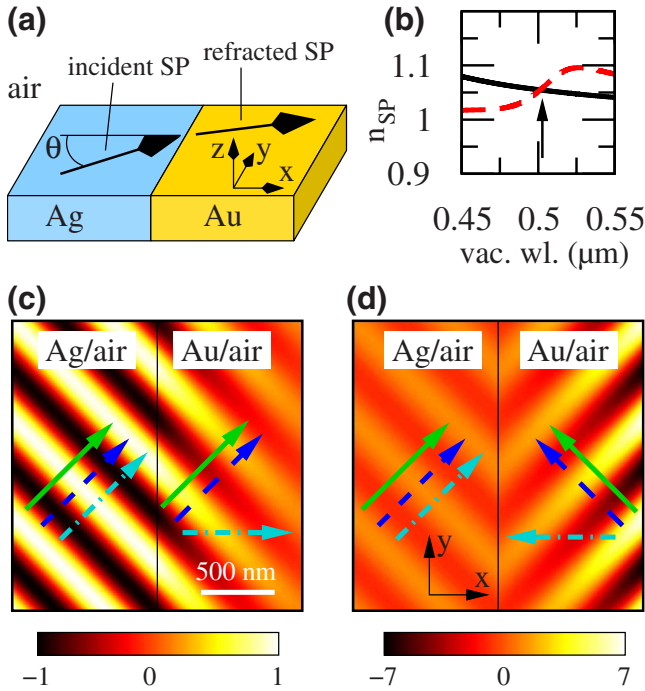 (a)
incident SP
refracted SP
air
θ
z
y
x
Ag
Au
(b)
n_SP
1.1
1
0.9
0.45
0.5
0.55
vac. wl. (μm)
(c)
Ag/air
Au/air
500 nm
−1
0
1
(d)
Ag/air
Au/air
y
x
−7
0
7